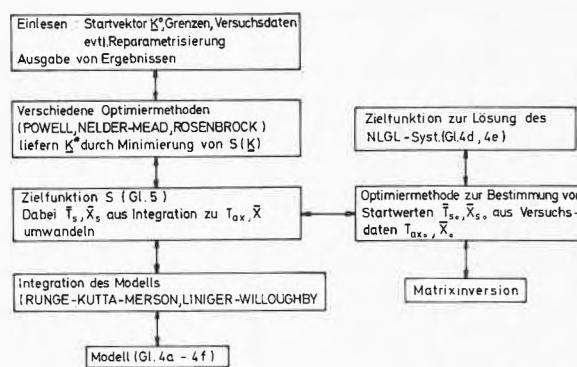 Einlesen : Startvektor K°, Grenzen, Versuchsdaten
evtl. Reparametrisierung
Ausgabe von Ergebnissen
Verschiedene Optimiermethoden
(POWELL, NELDER-MEAD, ROSENBROCK)
liefern K* durch Minimierung von S(K)
Zielfunktion S (Gl.5)
Dabei T̄s, X̄s aus Integration zu Tax, X̄
umwandeln
Integration des Modells
(RUNGE-KUTTA-MERSON, LINIGER-WILLOUGHBY
Modell (Gl. 4a - 4f)
Zielfunktion zur Lösung des
NLGL-Syst.(Gl.4d, 4e)
Optimiermethode zur Bestimmung von
Startwerten T̄s∘, X̄s∘ aus Versuchs-
daten Tax∘, X̄∘
Matrixinversion